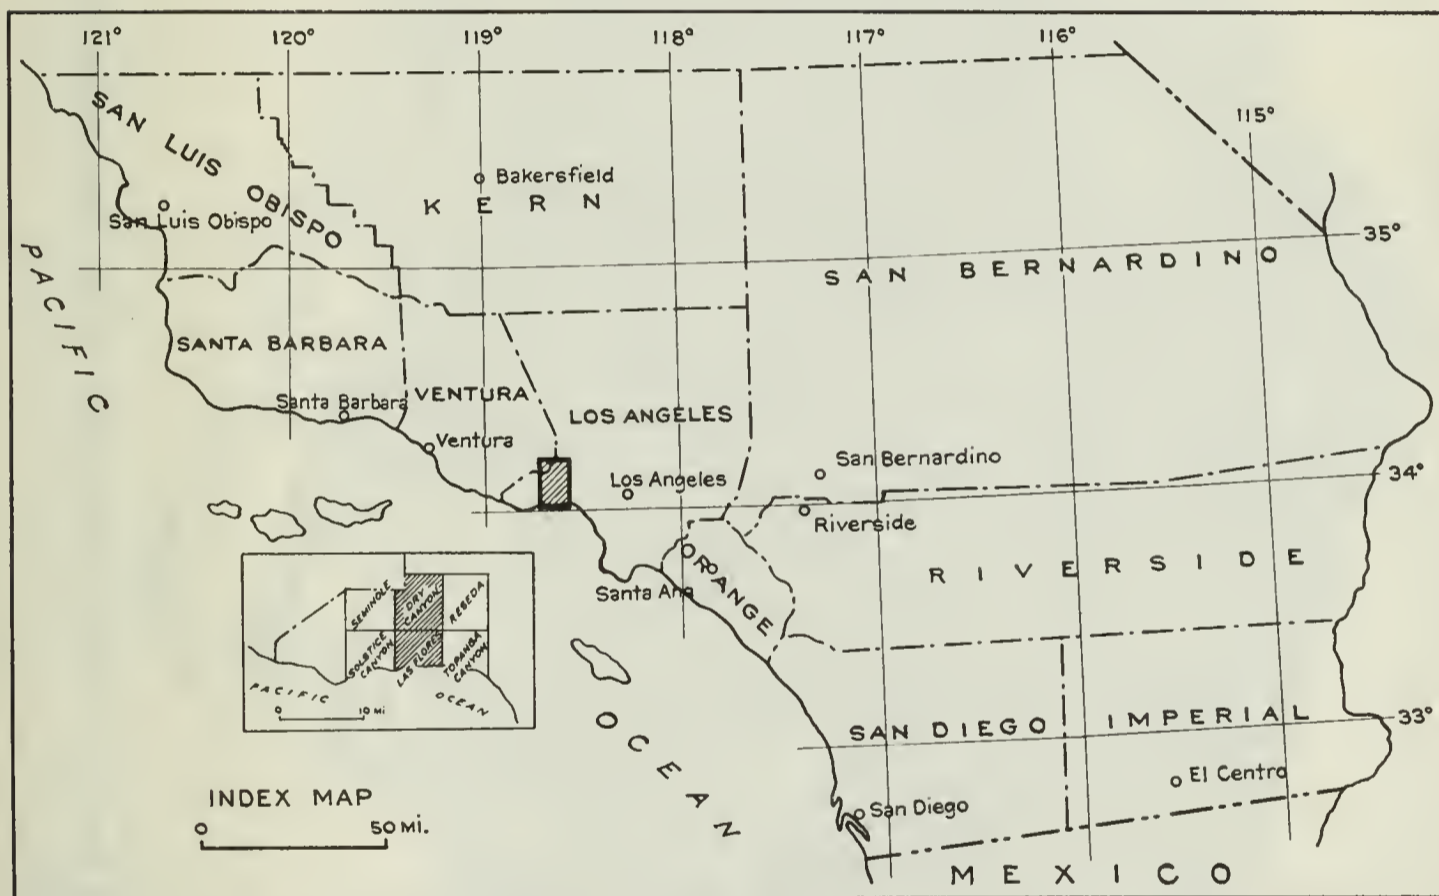 121° 120° 119° 118° 117° 116°
115°
SAN LUIS OBISPO
Bakersfield
KERN
San Luis Obispo
35°
PACIFIC
SAN BERNARDINO
SANTA BARBARA
VENTURA
LOS ANGELES
Santa Barbara
Ventura
San Bernardino
Los Angeles
34°
Riverside
ORANGE
RIVERSIDE
Santa Ana
SEMINOLE
DRY CANYON
RESEDA
SOLSTICE CANYON
LAS FLORES
TOPANGA CANYON
PACIFIC
OCEAN
0 10 Mi
OCEAN
SAN DIEGO
IMPERIAL
33°
El Centro
San Diego
INDEX MAP
0 50 Mi.
MEXICO